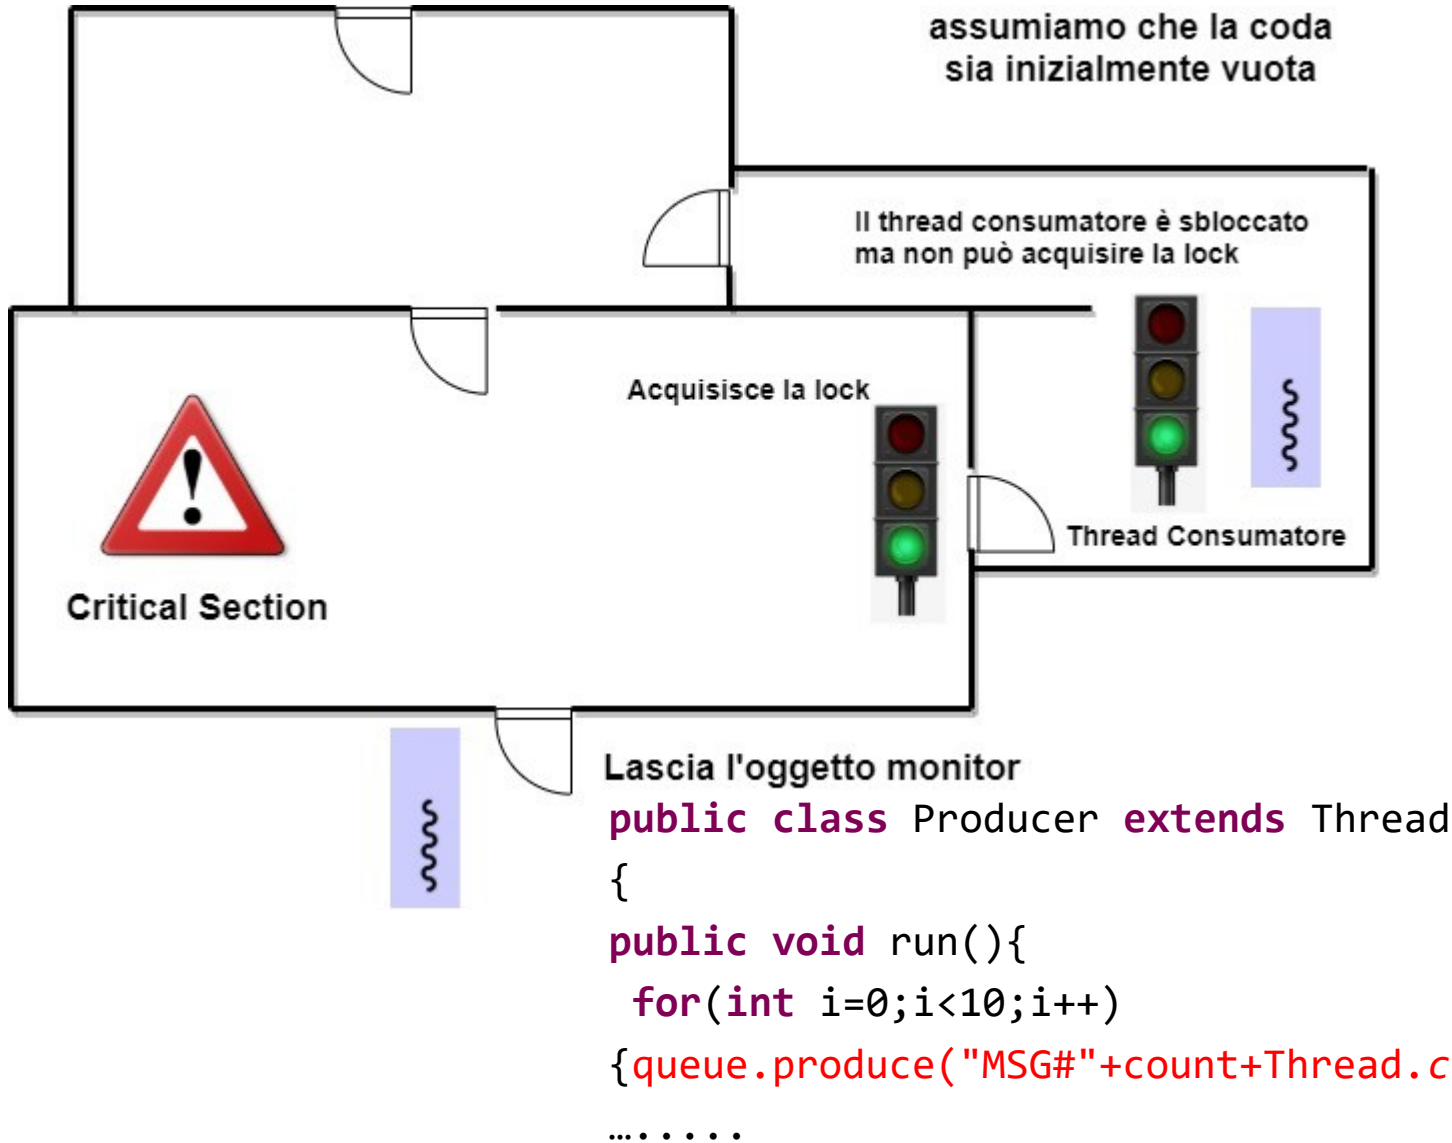 assumiamo che la coda
sia inizialmente vuota
Il thread consumatore è sbloccato
ma non può acquisire la lock
Acquisisce la lock
Thread Consumatore
Critical Section
Lascia l'oggetto monitor
public class Producer extends Thread
{
public void run(){
for(int i=0;i<10;i++)
{queue.produce("MSG#"+count+Thread.c
….....